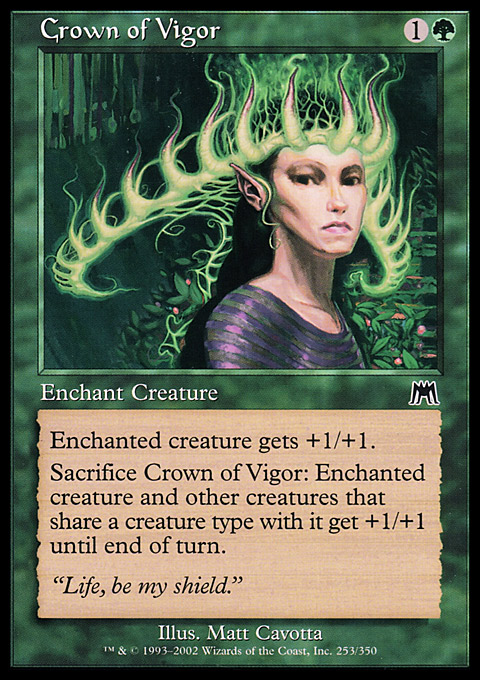 Crown of Vigor 1
Enchant Creature
Enchanted creature gets +1/+1.
Sacrifice Crown of Vigor: Enchanted
creature and other creatures that
share a creature type with it get +1/+1
until end of turn.
“Life, be my shield.”
Illus. Matt Cavotta
™ & © 1993–2002 Wizards of the Coast, Inc. 253/350